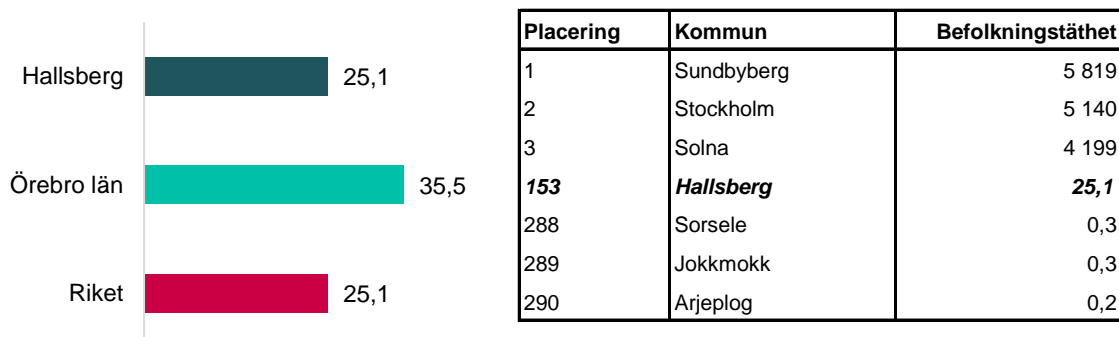 Hallsberg 25,1
Örebro län 35,5
Riket 25,1
Placering Kommun Befolkningstäthet
1 Sundbyberg 5 819
2 Stockholm 5 140
3 Solna 4 199
153 Hallsberg 25,1
288 Sorsele 0,3
289 Jokkmokk 0,3
290 Arjeplog 0,2